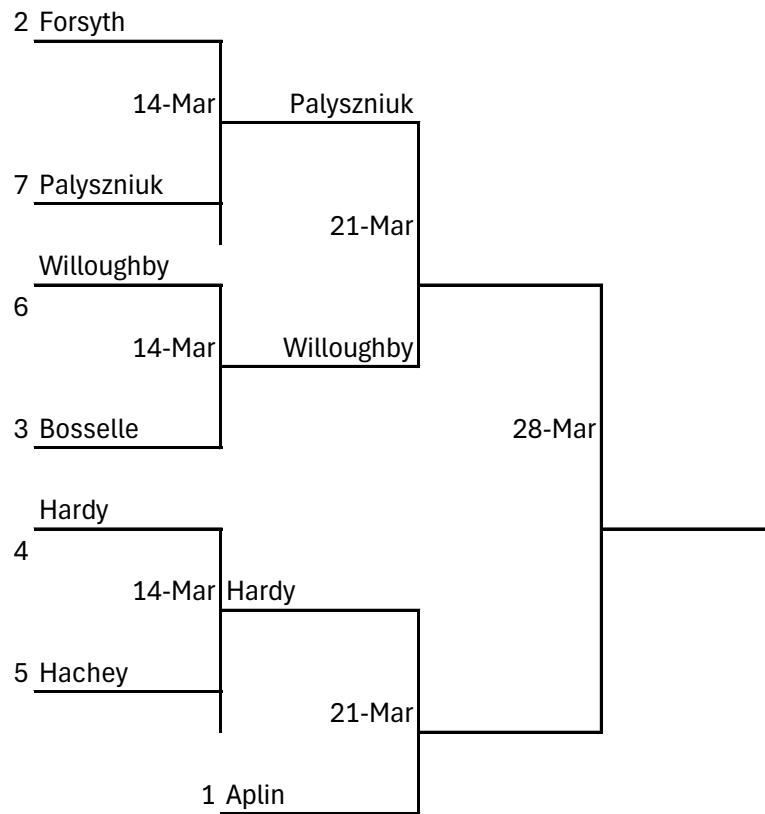 2 Forsyth
14-Mar Palyszniuk
7 Palyszniuk
21-Mar
Willoughby
6
14-Mar Willoughby
3 Bosselle
28-Mar
Hardy
4
14-Mar Hardy
5 Hachey
21-Mar
1 Aplin